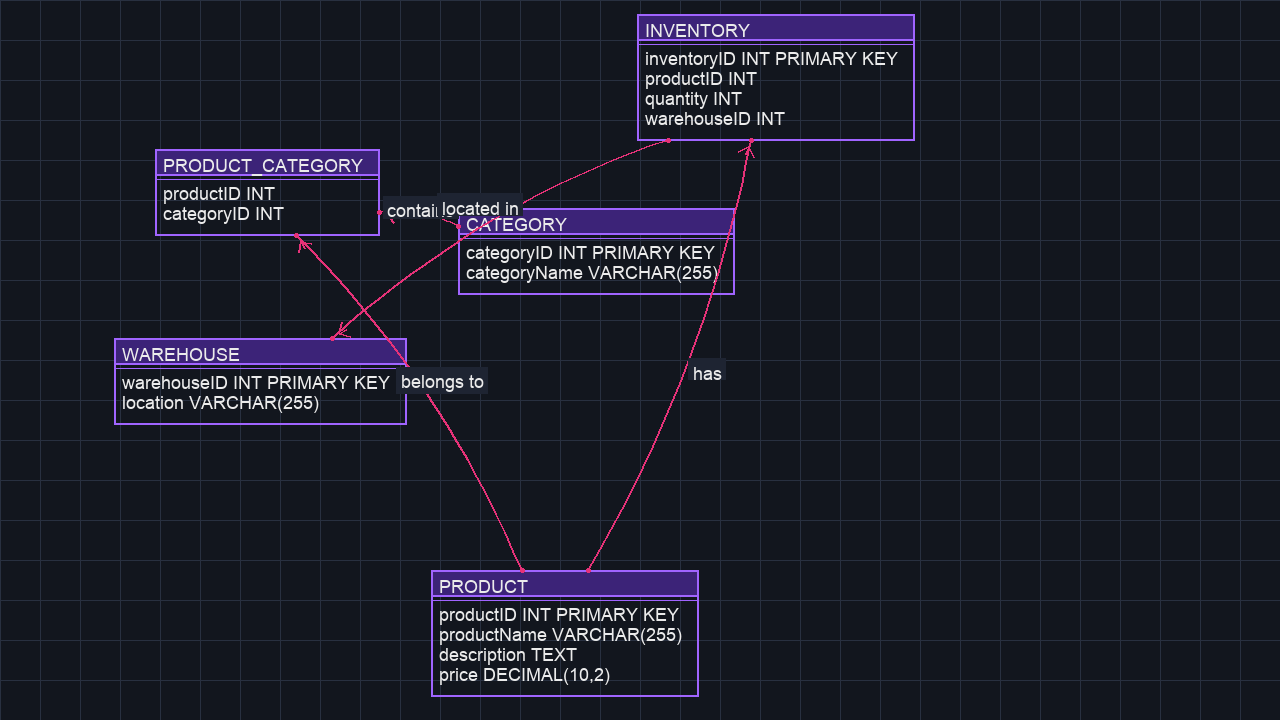 INVENTORY
inventoryID INT PRIMARY KEY
productID INT
quantity INT
warehouseID INT
PRODUCT_CATEGORY
productID INT
categoryID INT
located in
CATEGORY
categoryID INT PRIMARY KEY
categoryName VARCHAR(255)
WAREHOUSE
warehouseID INT PRIMARY KEY
location VARCHAR(255)
belongs to
has
PRODUCT
productID INT PRIMARY KEY
productName VARCHAR(255)
description TEXT
price DECIMAL(10,2)